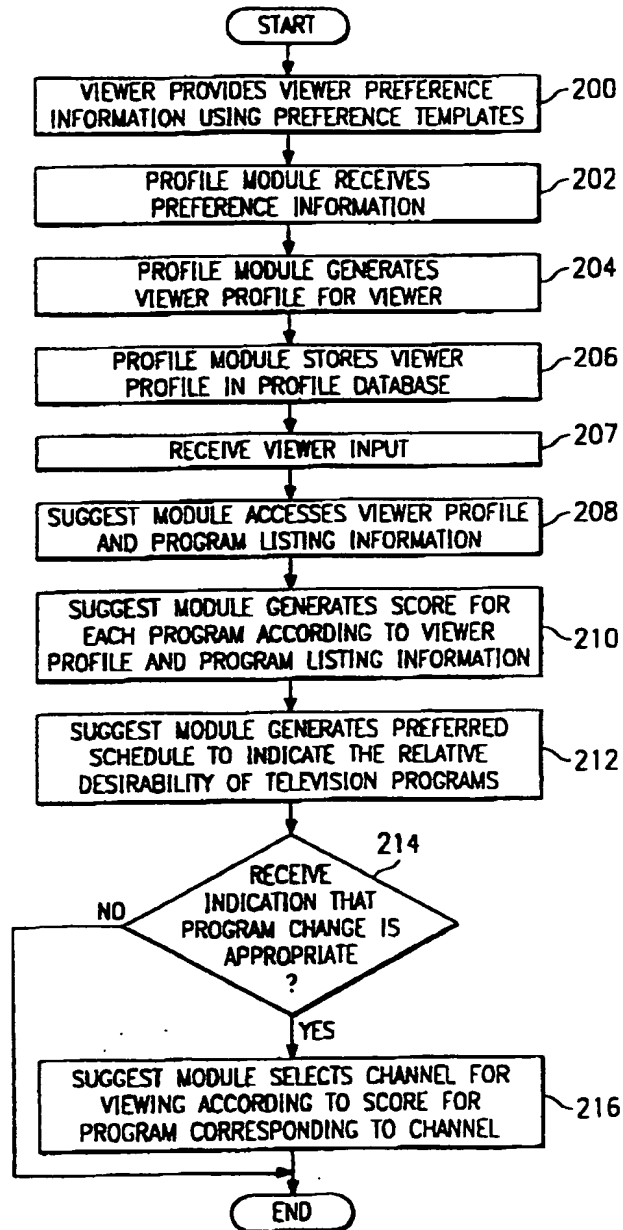 START
VIEWER PROVIDES VIEWER PREFERENCE
INFORMATION USING PREFERENCE TEMPLATES
200
PROFILE MODULE RECEIVES
PREFERENCE INFORMATION
202
PROFILE MODULE GENERATES
VIEWER PROFILE FOR VIEWER
204
PROFILE MODULE STORES VIEWER
PROFILE IN PROFILE DATABASE
206
RECEIVE VIEWER INPUT
207
SUGGEST MODULE ACCESSES VIEWER PROFILE
AND PROGRAM LISTING INFORMATION
208
SUGGEST MODULE GENERATES SCORE FOR
EACH PROGRAM ACCORDING TO VIEWER
PROFILE AND PROGRAM LISTING INFORMATION
210
SUGGEST MODULE GENERATES PREFERRED
SCHEDULE TO INDICATE THE RELATIVE
DESIRABILITY OF TELEVISION PROGRAMS
212
214
RECEIVE
INDICATION THAT
PROGRAM CHANGE IS
APPROPRIATE
?
NO
YES
SUGGEST MODULE SELECTS CHANNEL FOR
VIEWING ACCORDING TO SCORE FOR
PROGRAM CORRESPONDING TO CHANNEL
216
END